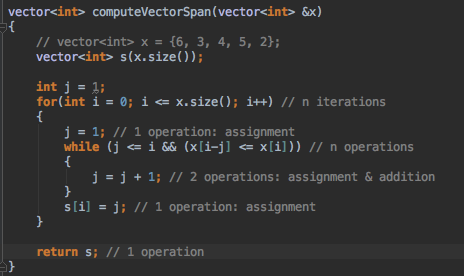 vector<int> computeVectorSpan(vector<int> &x)
{
// vector<int> x = {6, 3, 4, 5, 2};
vector<int> s(x.size());
int j = 1;
for(int i = 0; i <= x.size(); i++) // n iterations
{
j = 1; // 1 operation: assignment
while (j <= i && (x[i-j] <= x[i])) // n operations
{
j = j + 1; // 2 operations: assignment & addition
}
s[i] = j; // 1 operation: assignment
}
return s; // 1 operation
}